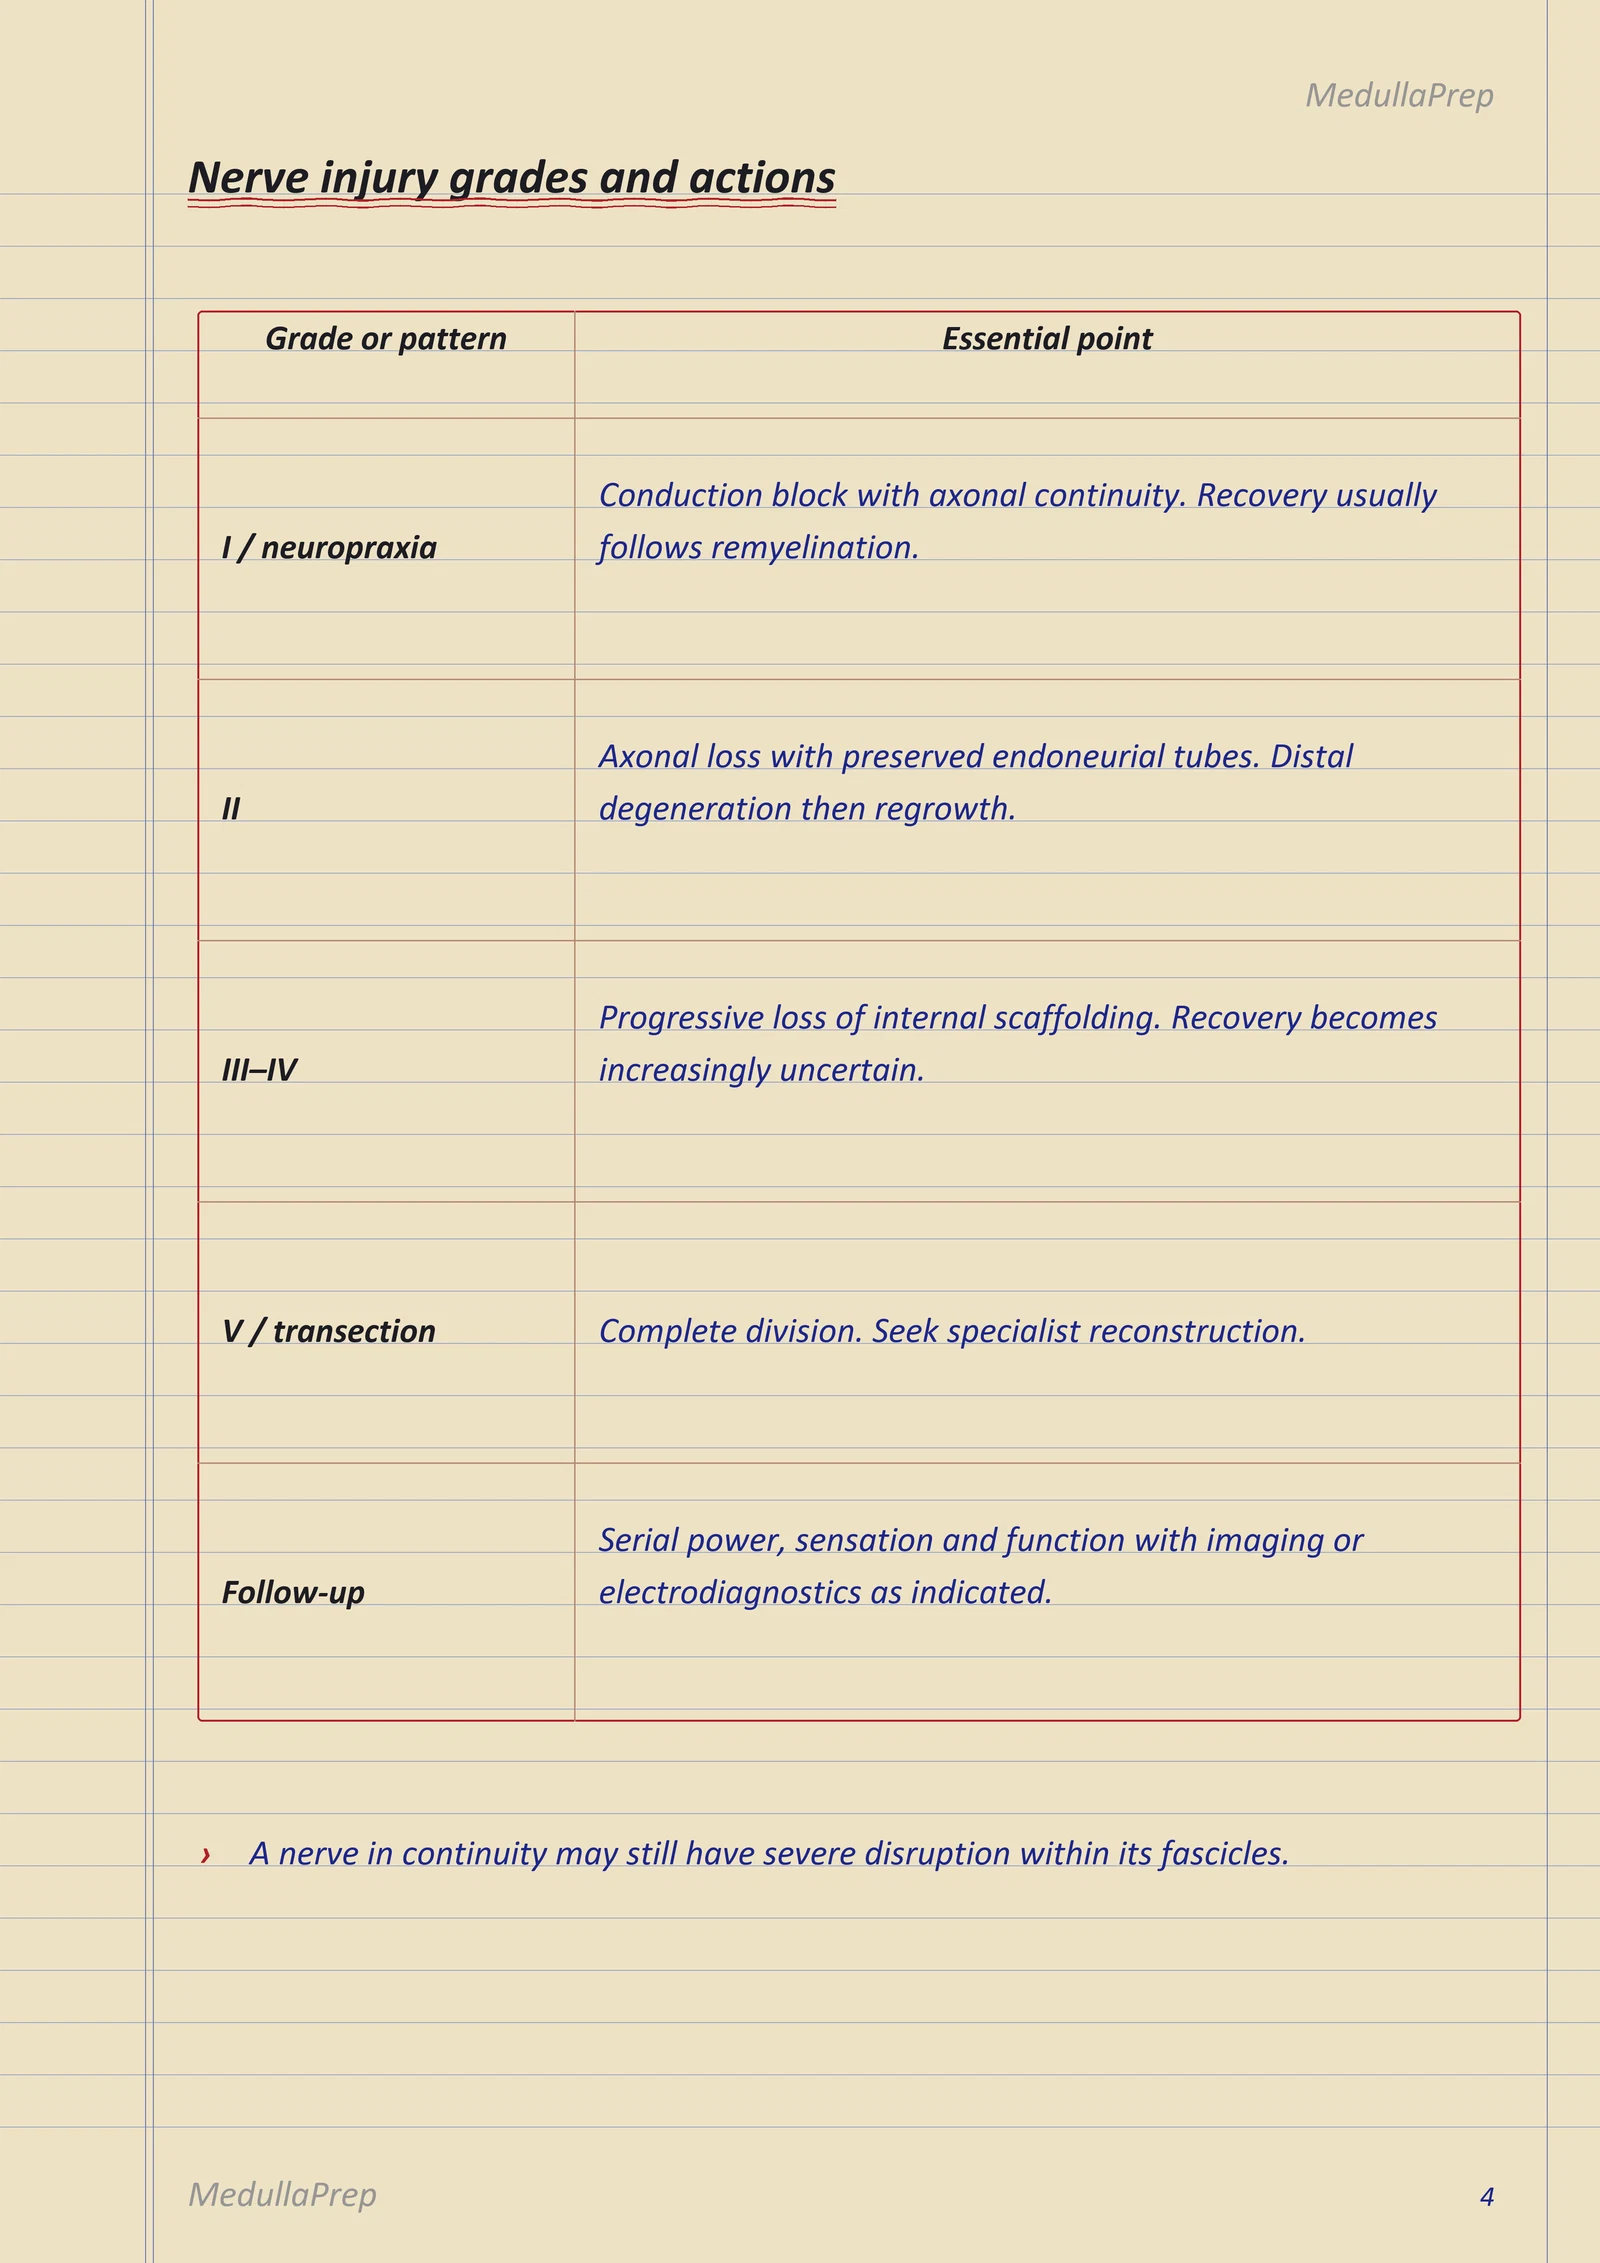 MedullaPrep
Nerve injury grades and actions
Grade or pattern
Essential point
I / neuropraxia
Conduction block with axonal continuity. Recovery usually
follows remyelination.
II
Axonal loss with preserved endoneurial tubes. Distal
degeneration then regrowth.
III–IV
Progressive loss of internal scaffolding. Recovery becomes
increasingly uncertain.
V / transection
Complete division. Seek specialist reconstruction.
Follow-up
Serial power, sensation and function with imaging or
electrodiagnostics as indicated.
› A nerve in continuity may still have severe disruption within its fascicles.
MedullaPrep
4